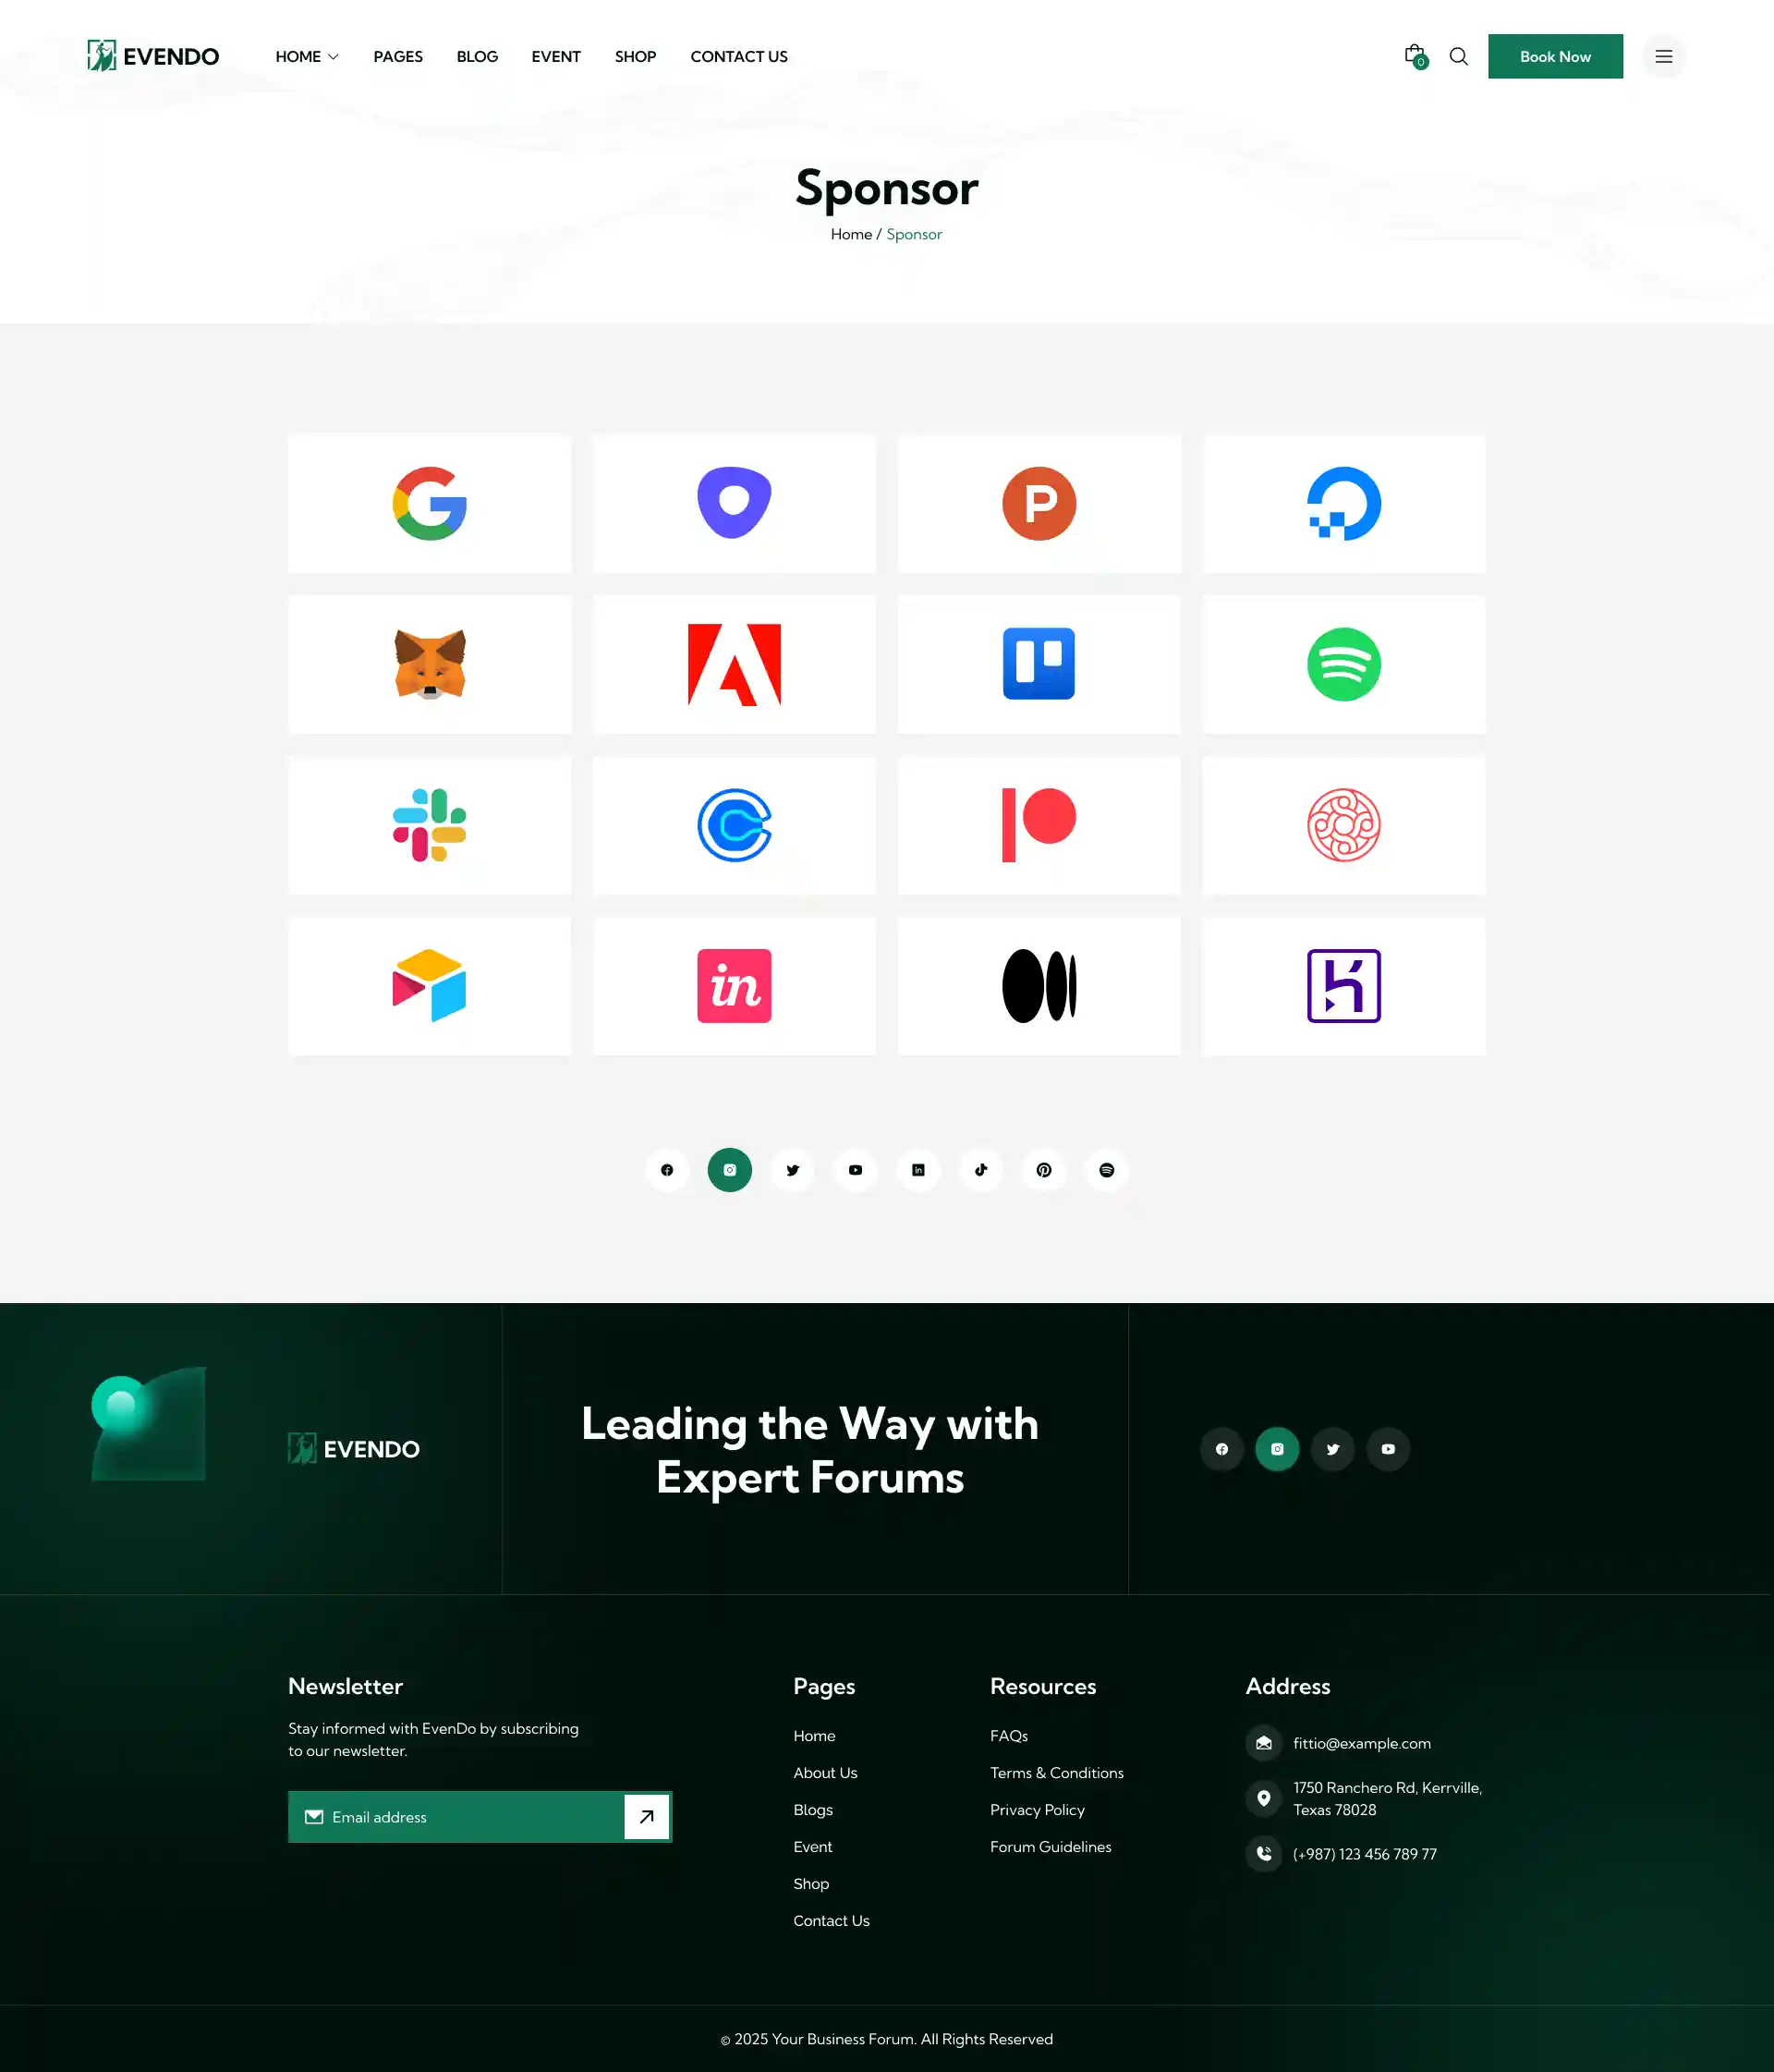 EVENDO
HOME PAGES BLOG EVENT SHOP CONTACT US
0
Book Now
Sponsor
Home / Sponsor
P
in
EVENDO
Leading the Way with
Expert Forums
Newsletter
Stay informed with EvenDo by subscribing
to our newsletter.
Email address
Pages
Home
About Us
Blogs
Event
Shop
Contact Us
Resources
FAQs
Terms & Conditions
Privacy Policy
Forum Guidelines
Address
fittio@example.com
1750 Ranchero Rd, Kerrville,
Texas 78028
(+987) 123 456 789 77
© 2025 Your Business Forum. All Rights Reserved